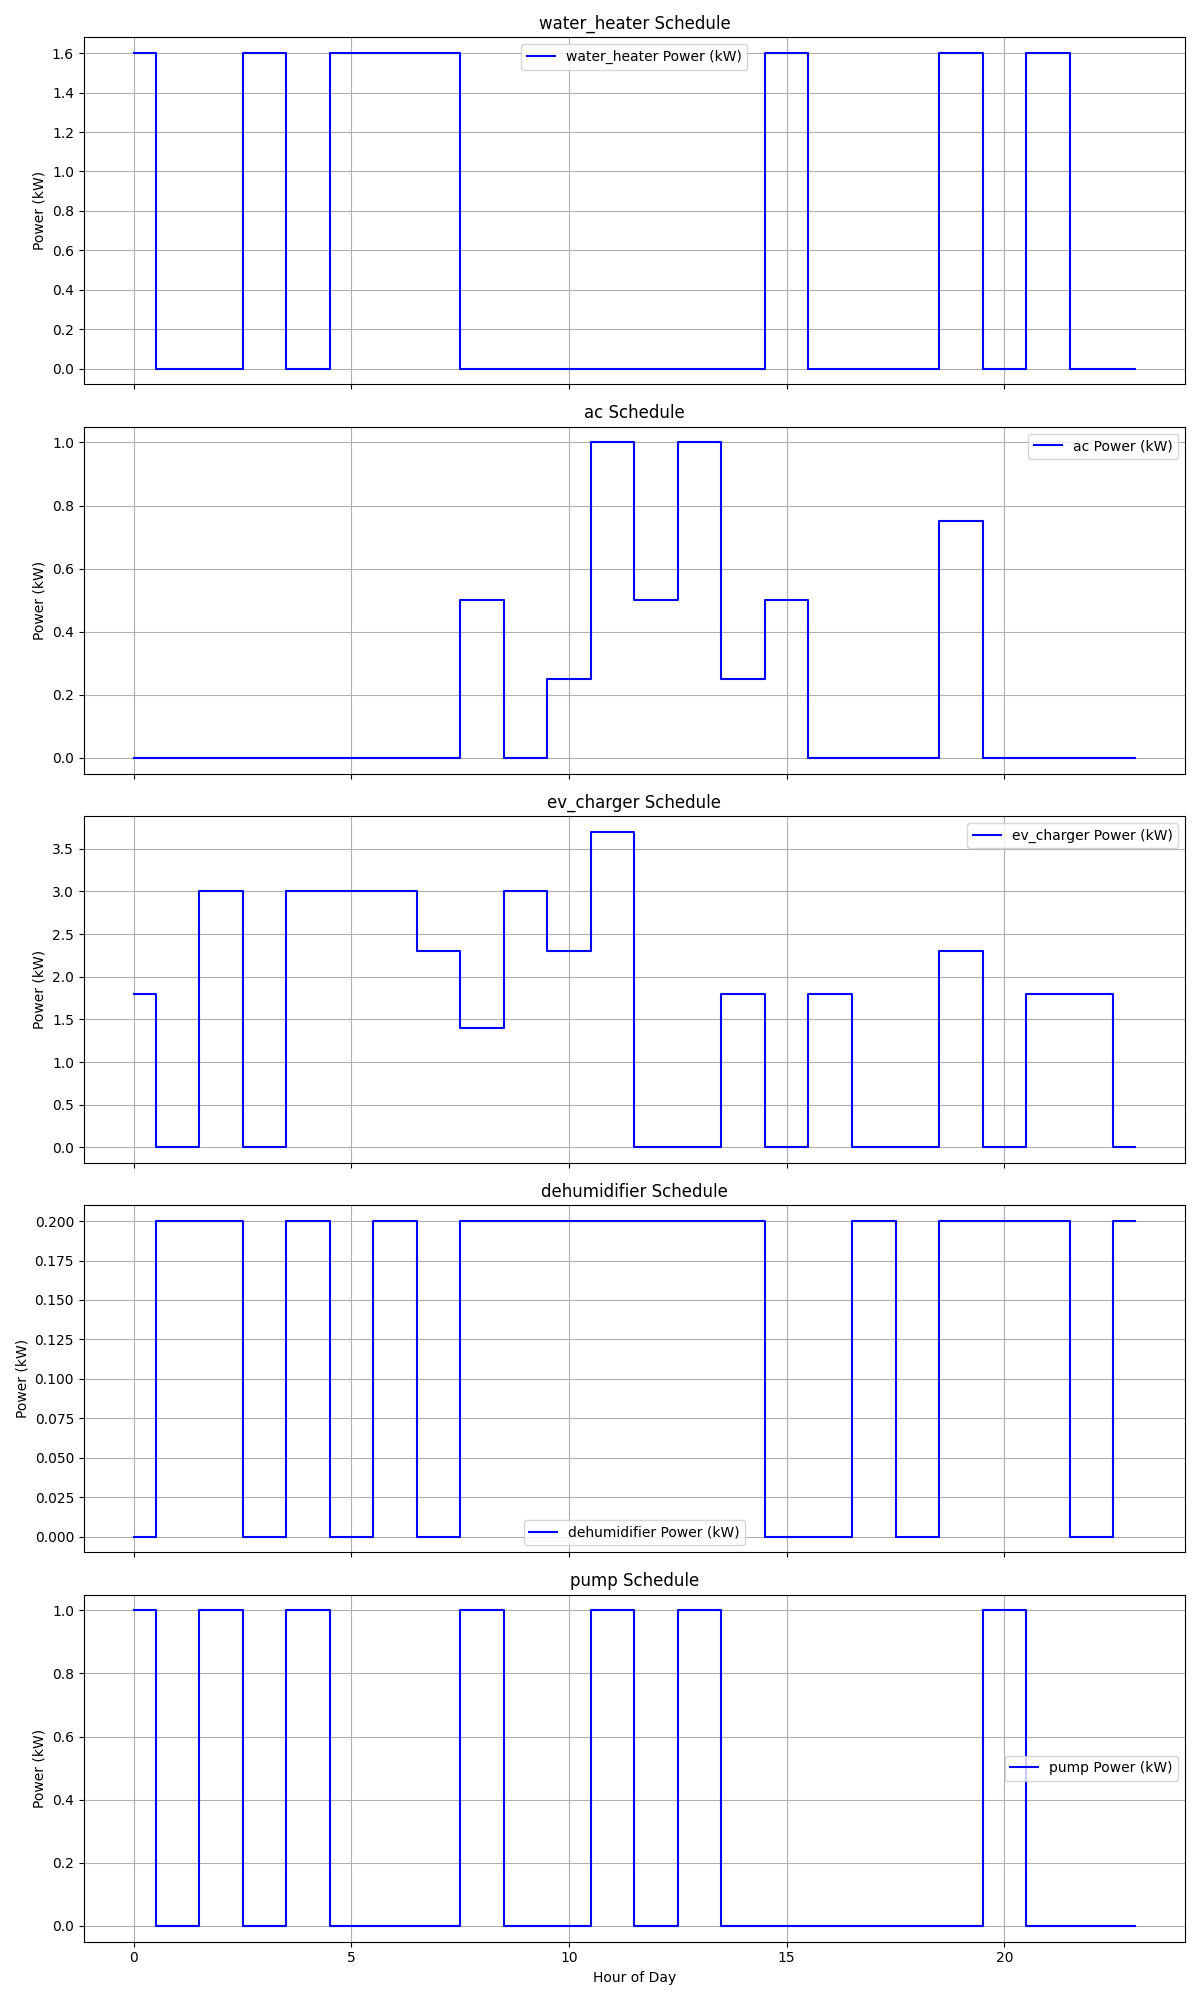 water_heater Schedule
water_heater Power (kW)
1.6
1.4
1.2
1.0
0.8
0.6
0.4
0.2
0.0
Power (kW)
ac Schedule
ac Power (kW)
1.0
0.8
0.6
0.4
0.2
0.0
Power (kW)
ev_charger Schedule
ev_charger Power (kW)
3.5
3.0
2.5
2.0
1.5
1.0
0.5
0.0
Power (kW)
dehumidifier Schedule
0.200
0.175
0.150
0.125
0.100
0.075
0.050
0.025
0.000
Power (kW)
dehumidifier Power (kW)
pump Schedule
1.0
0.8
0.6
0.4
0.2
0.0
Power (kW)
pump Power (kW)
0 5 10 15 20
Hour of Day